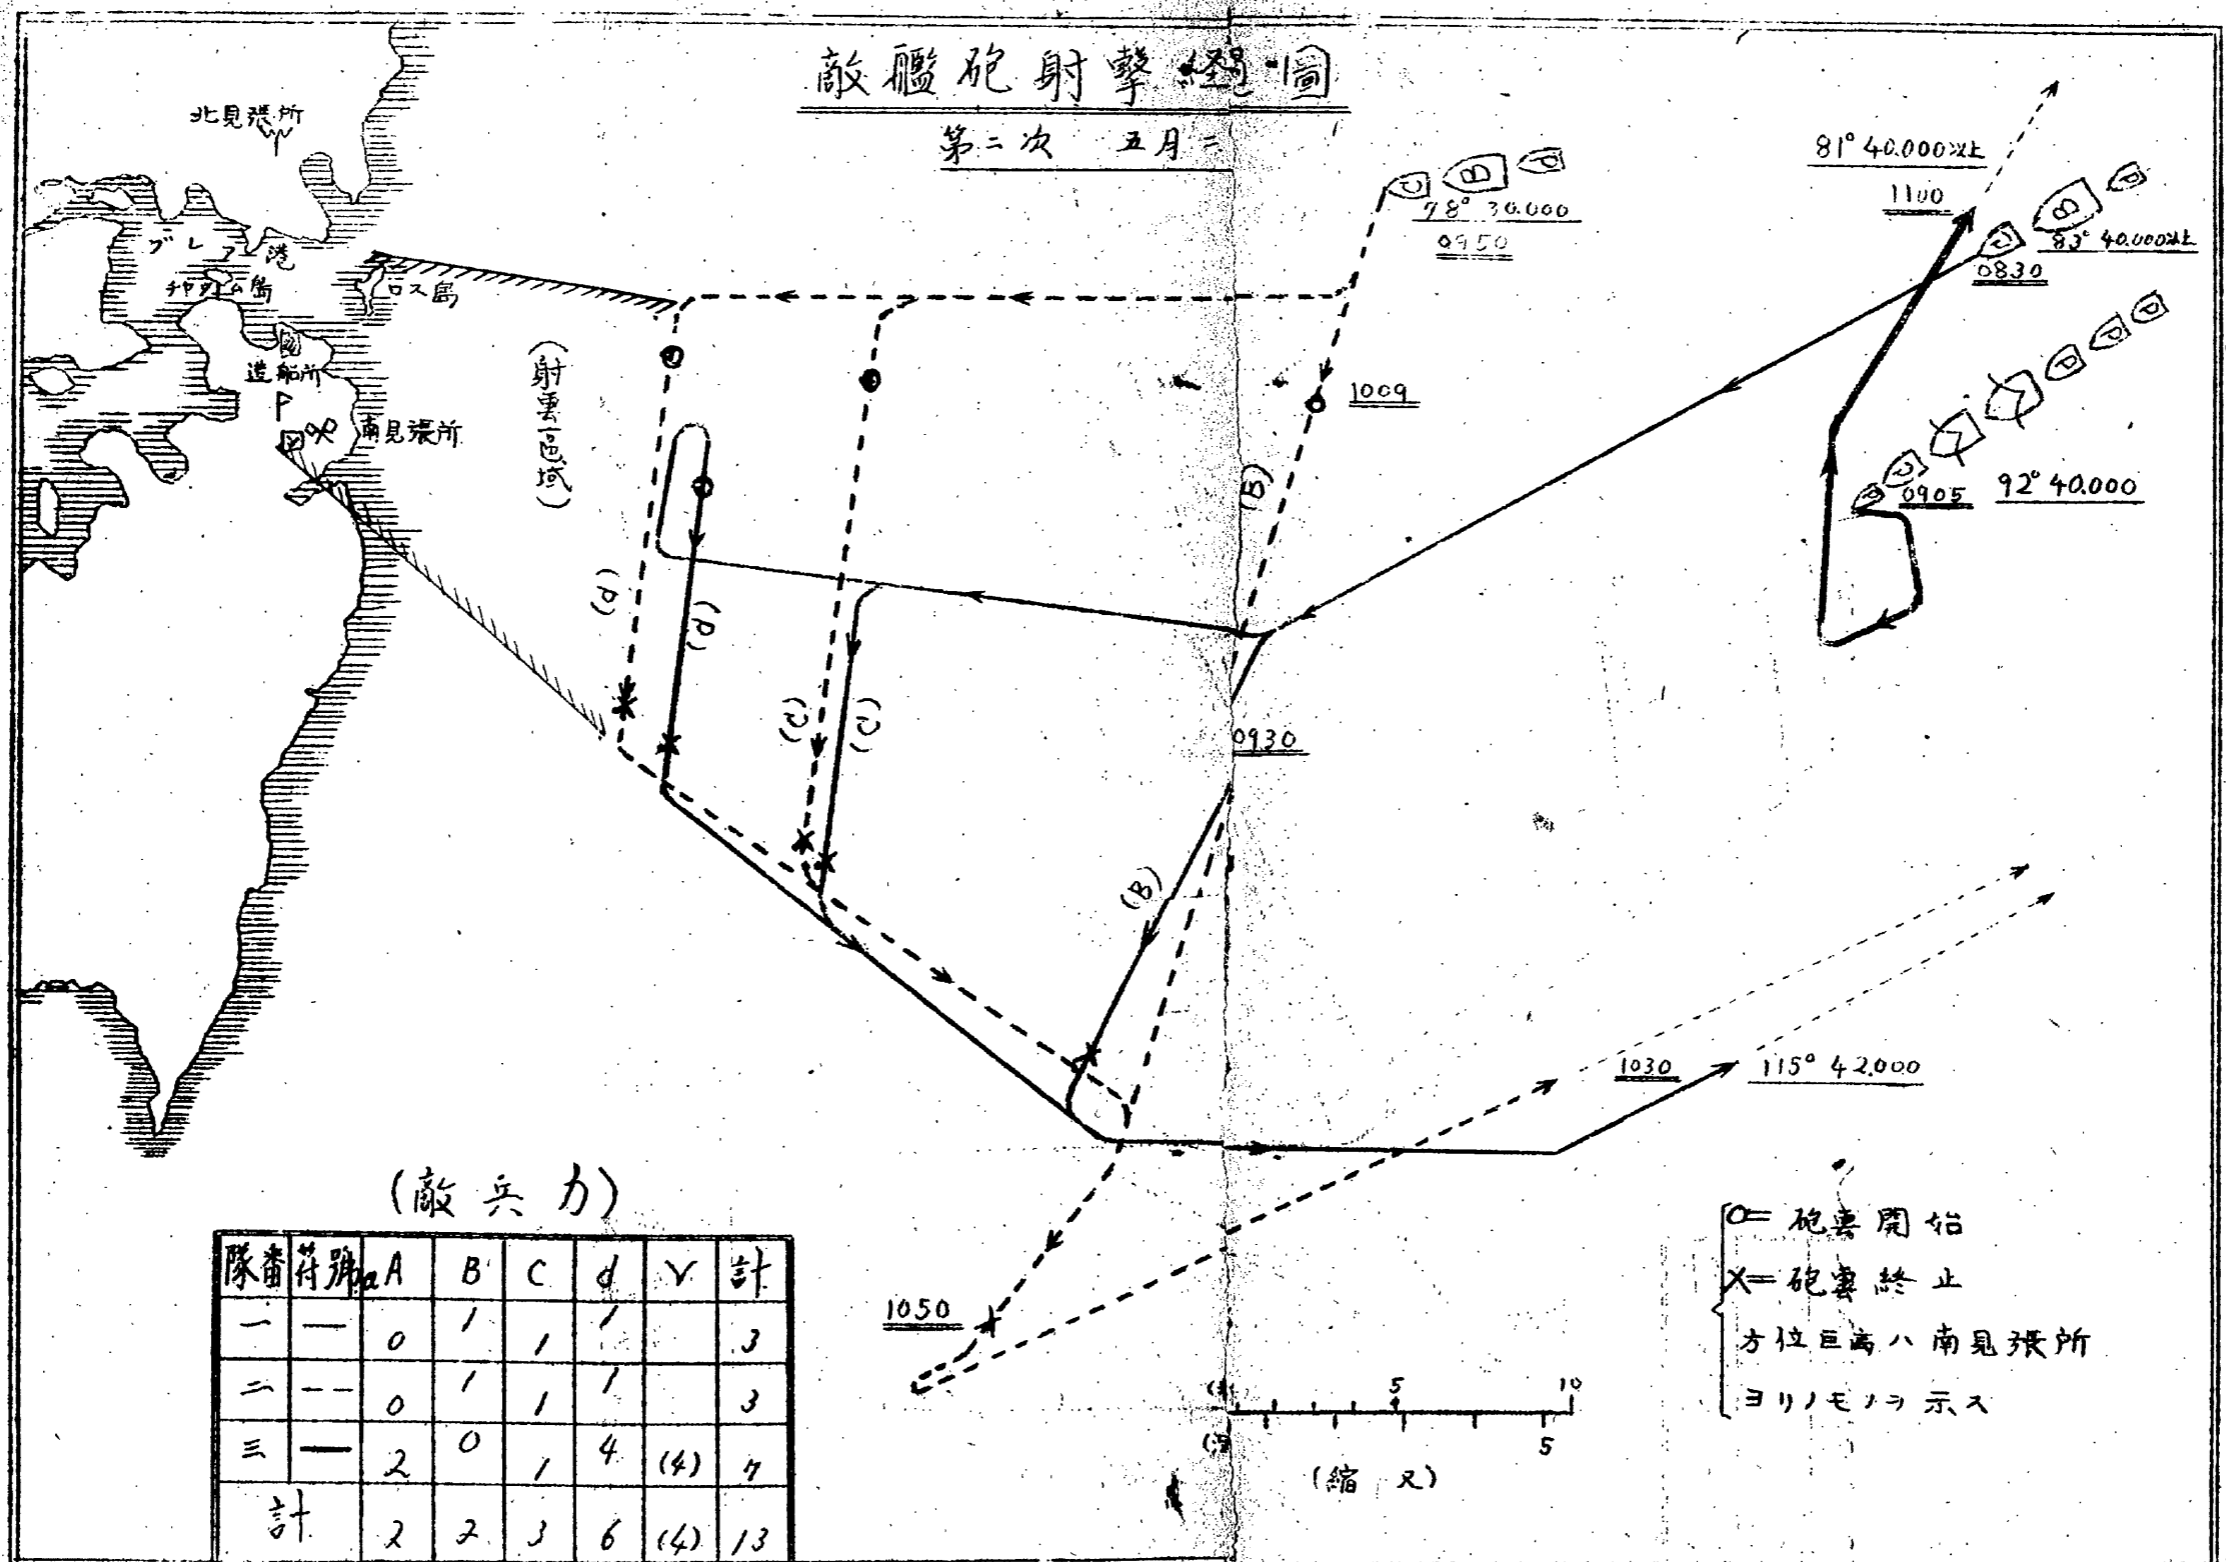 敵艦砲射撃経過圖
第二次 五月二
北見張所
ブレア港
チャタム島
ロス島
造船所
南見張所
(射撃區域)
C B d
78° 30.000
0950
81° 40.000以上
1100
C B d
83° 40.000以上
0830
1009
0905 92° 40.000
(B)
(d)
(d)
(C)
(C)
0930
(B)
1030 115° 42.000
1050
(敵兵力)
隊番 符號 A B C d V 計
一 — 0 1 1 1 3
二 --- 0 1 1 1 3
三 — 2 0 1 4 (4) 7
計 2 2 3 6 (4) 13
O=砲撃開始
X=砲撃終止
方位距離ハ南見張所
ヨリノモノヲ示ス
5 10
5
(縮尺)